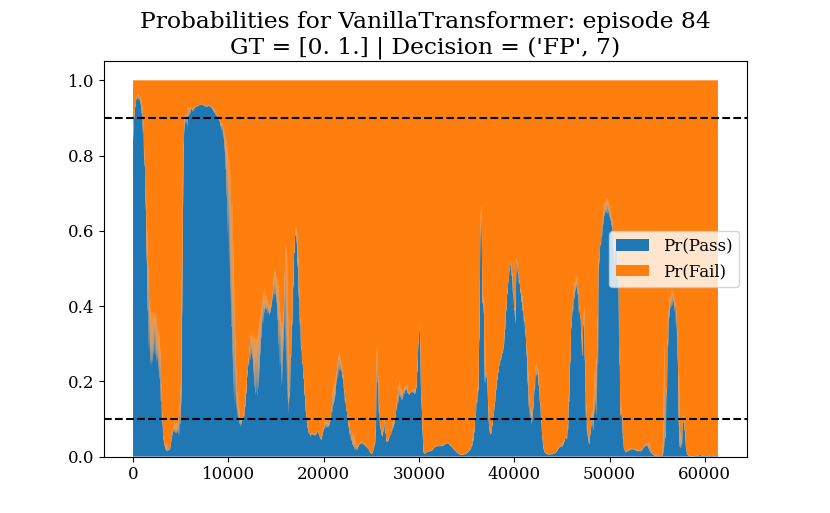 Probabilities for VanillaTransformer: episode 84
GT = [0. 1.] | Decision = ('FP', 7)
1.0
0.8
0.6
0.4
0.2
0.0
Pr(Pass)
Pr(Fail)
0 10000 20000 30000 40000 50000 60000